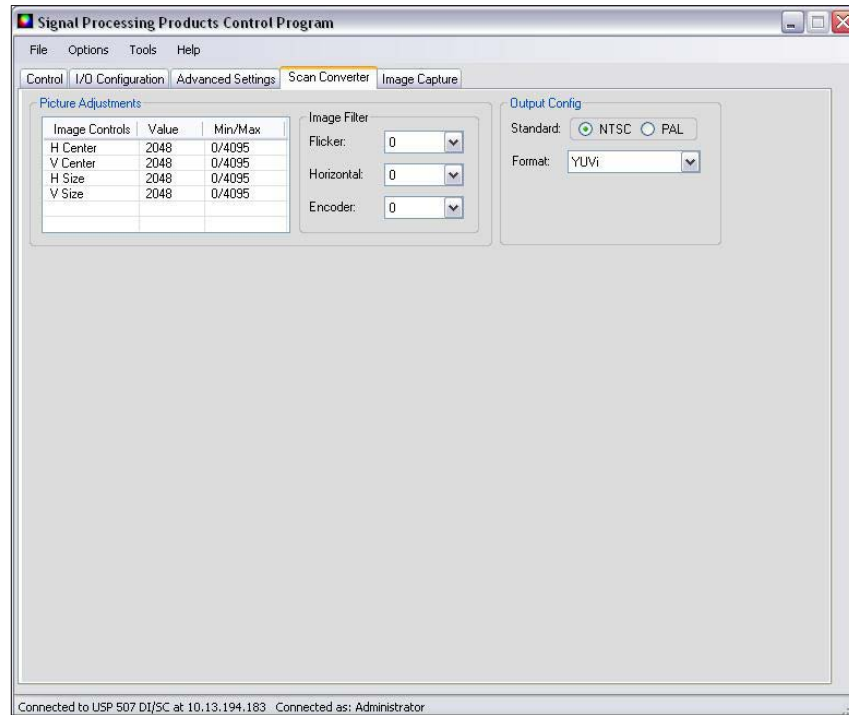 Signal Processing Products Control Program
File Options Tools Help
Control I/O Configuration Advanced Settings Scan Converter Image Capture
Picture Adjustments
Image Controls Value Min/Max
H Center 2048 0/4095
V Center 2048 0/4095
H Size 2048 0/4095
V Size 2048 0/4095
Image Filter
Flicker: 0
Horizontal: 0
Encoder: 0
Output Config
Standard: NTSC PAL
Format: YUVi
Connected to USP 507 DI/SC at 10.13.194.183 Connected as: Administrator